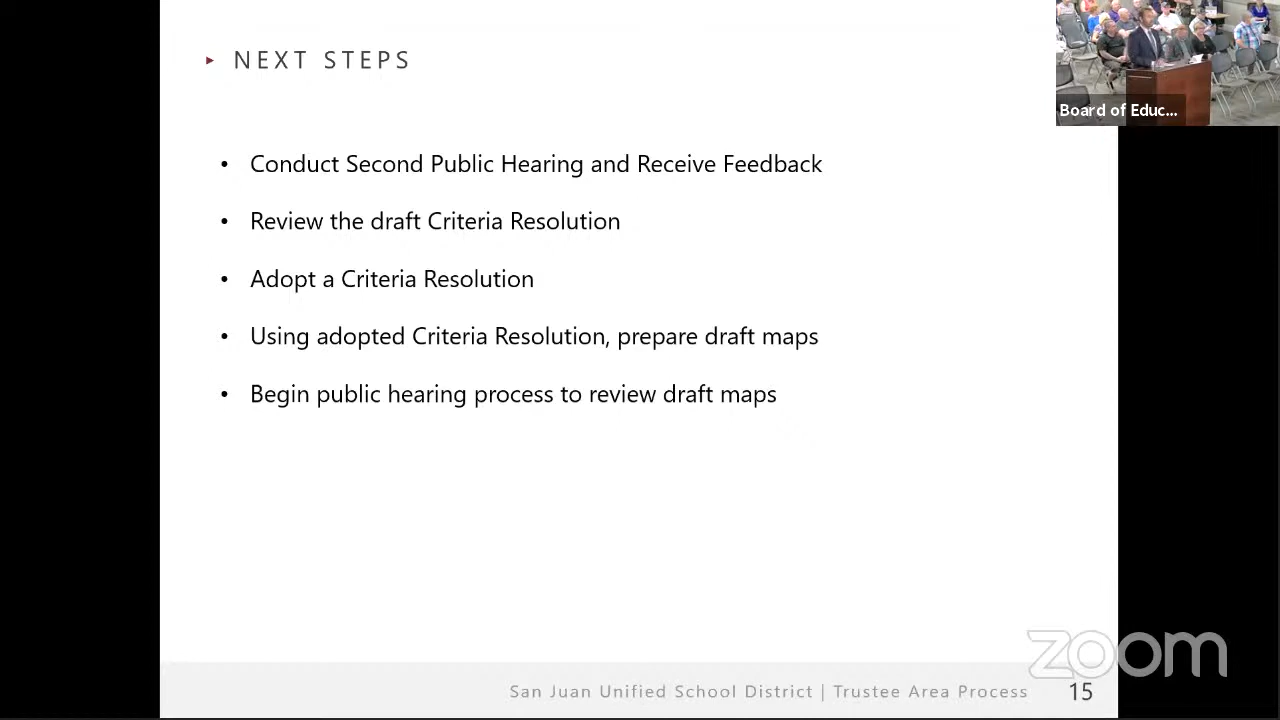 ▸ NEXT STEPS
Board of Educ...
• Conduct Second Public Hearing and Receive Feedback
• Review the draft Criteria Resolution
• Adopt a Criteria Resolution
• Using adopted Criteria Resolution, prepare draft maps
• Begin public hearing process to review draft maps
zoom
San Juan Unified School District | Trustee Area Process 15